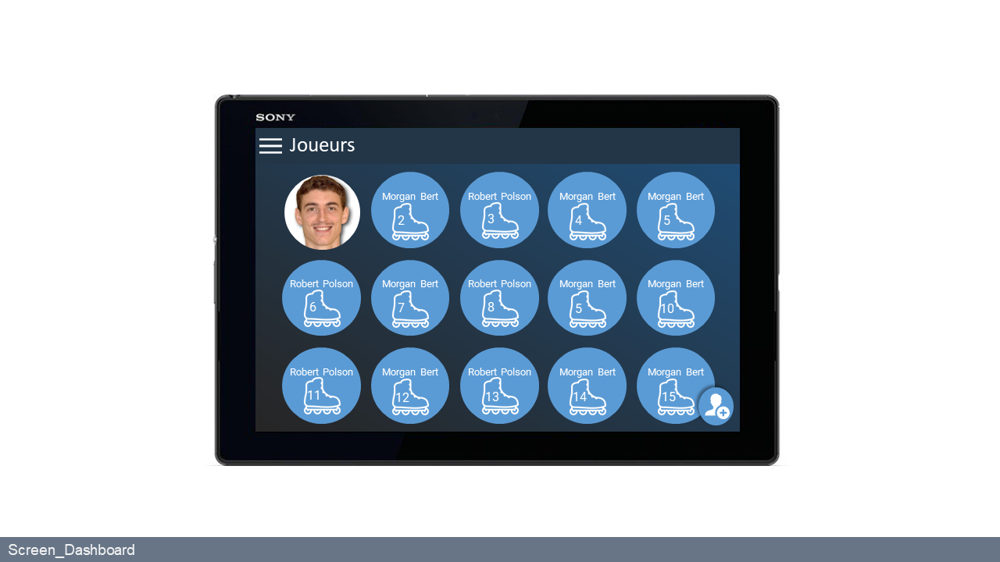 SONY
Joueurs
Morgan Bert
2
Robert Polson
3
Morgan Bert
4
Morgan Bert
5
Robert Polson
6
Morgan Bert
7
Robert Polson
8
Morgan Bert
5
Morgan Bert
10
Robert Polson
11
Morgan Bert
12
Robert Polson
13
Morgan Bert
14
Morgan Bert
15
Screen_Dashboard